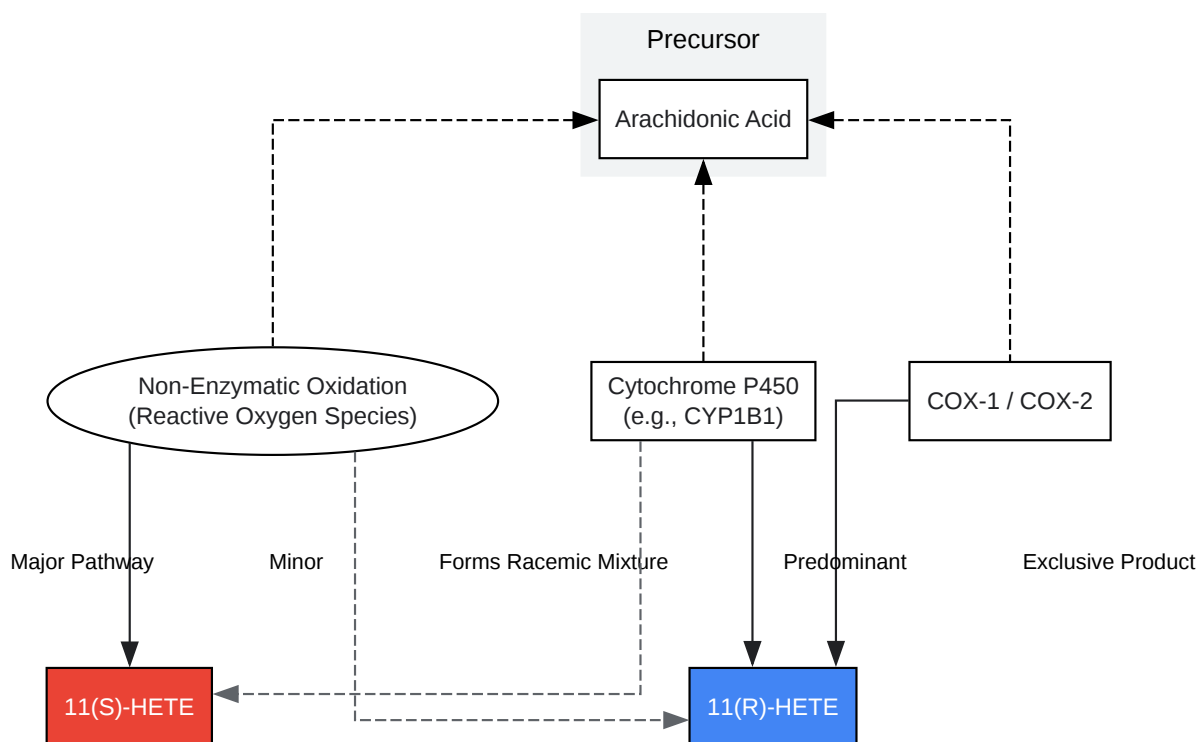 Precursor
Arachidonic Acid
Non-Enzymatic Oxidation
(Reactive Oxygen Species)
Cytochrome P450
(e.g., CYP1B1)
COX-1 / COX-2
Major Pathway
Minor
Forms Racemic Mixture
Predominant
Exclusive Product
11(S)-HETE
11(R)-HETE